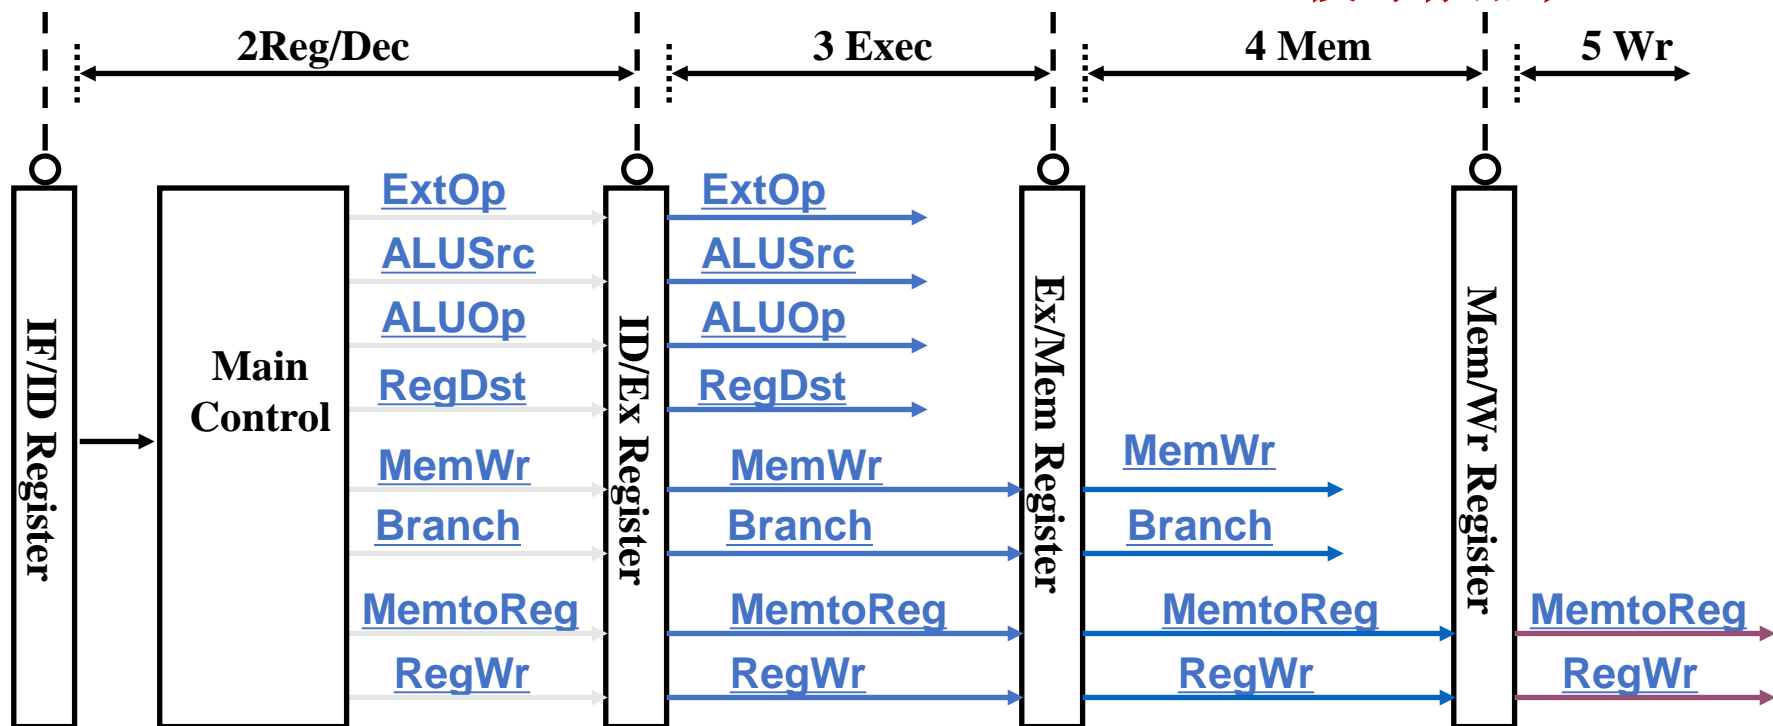 2Reg/Dec
3 Exec
4 Mem
5 Wr
IF/ID Register
Main
Control
ExtOp
ALUSrc
ALUOp
RegDst
MemWr
Branch
MemtoReg
RegWr
ID/Ex Register
ExtOp
ALUSrc
ALUOp
RegDst
MemWr
Branch
MemtoReg
RegWr
Ex/Mem Register
MemWr
Branch
MemtoReg
RegWr
Mem/Wr Register
MemtoReg
RegWr